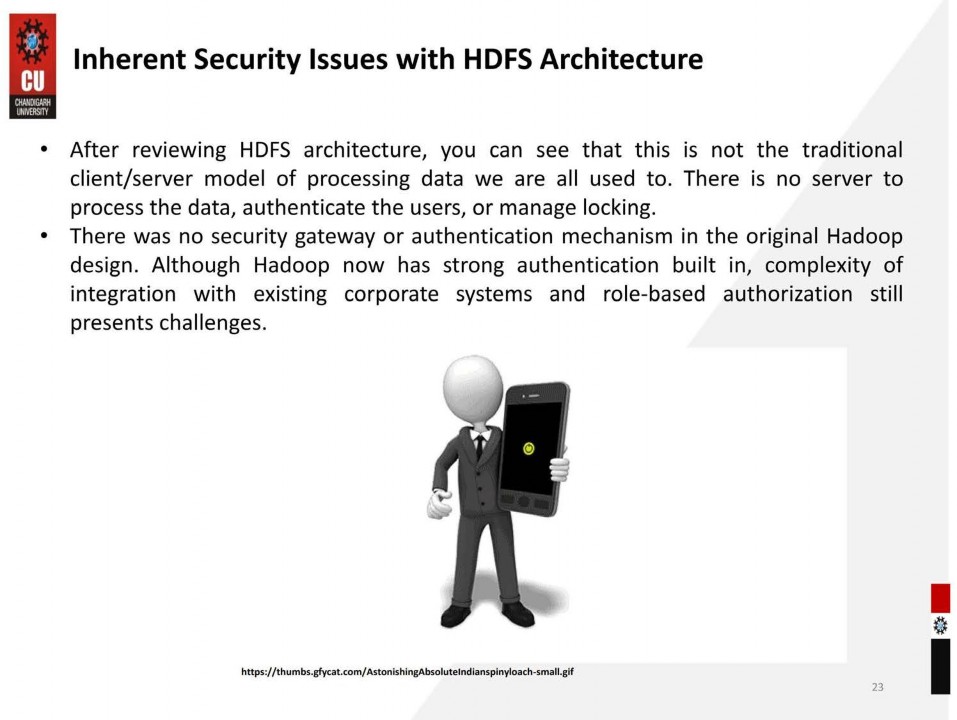 CU
CHANDIGARH
UNIVERSITY
Inherent Security Issues with HDFS Architecture
• After reviewing HDFS architecture, you can see that this is not the traditional
client/server model of processing data we are all used to. There is no server to
process the data, authenticate the users, or manage locking.
• There was no security gateway or authentication mechanism in the original Hadoop
design. Although Hadoop now has strong authentication built in, complexity of
integration with existing corporate systems and role-based authorization still
presents challenges.
https://thumbs.gfycat.com/AstonishingAbsoluteIndianspinyloach-small.gif
23